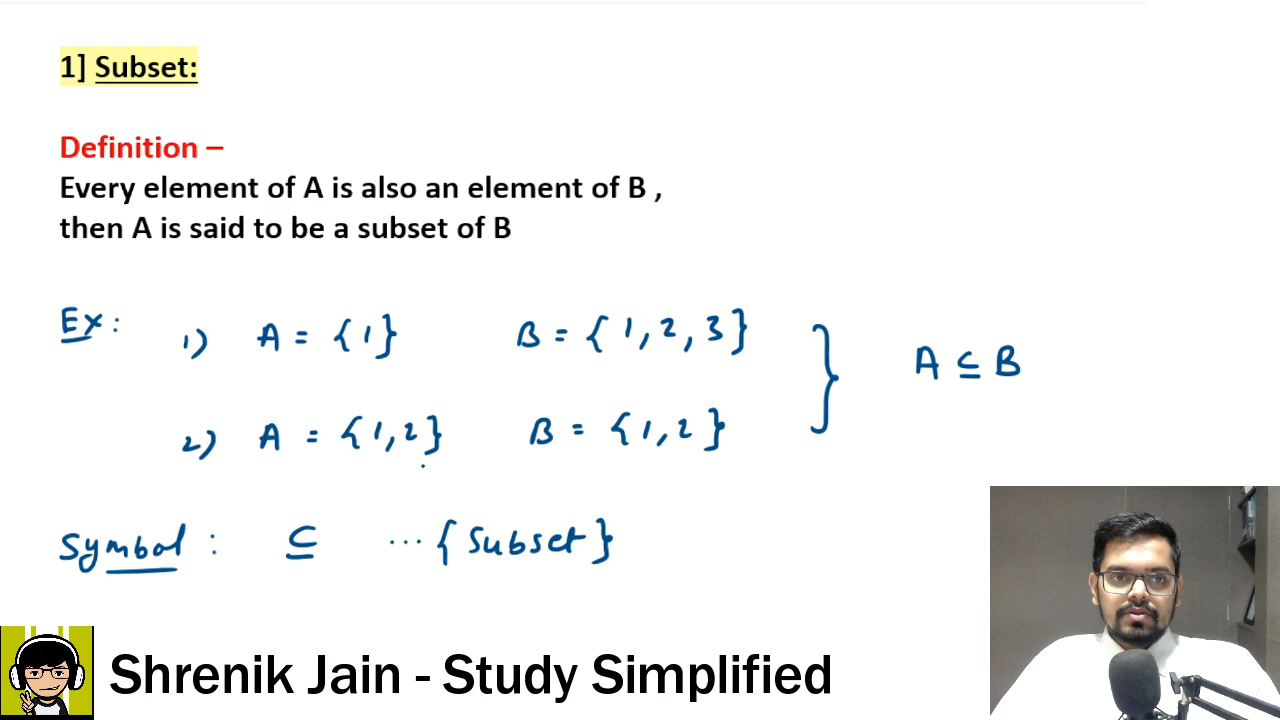 1] Subset:
Definition –
Every element of A is also an element of B ,
then A is said to be a subset of B
Ex: 1) A = {1} B = {1, 2, 3}
2) A = {1, 2} B = {1, 2}
} A ⊆ B
Symbol : ⊆ ... {Subset}
Shrenik Jain - Study Simplified